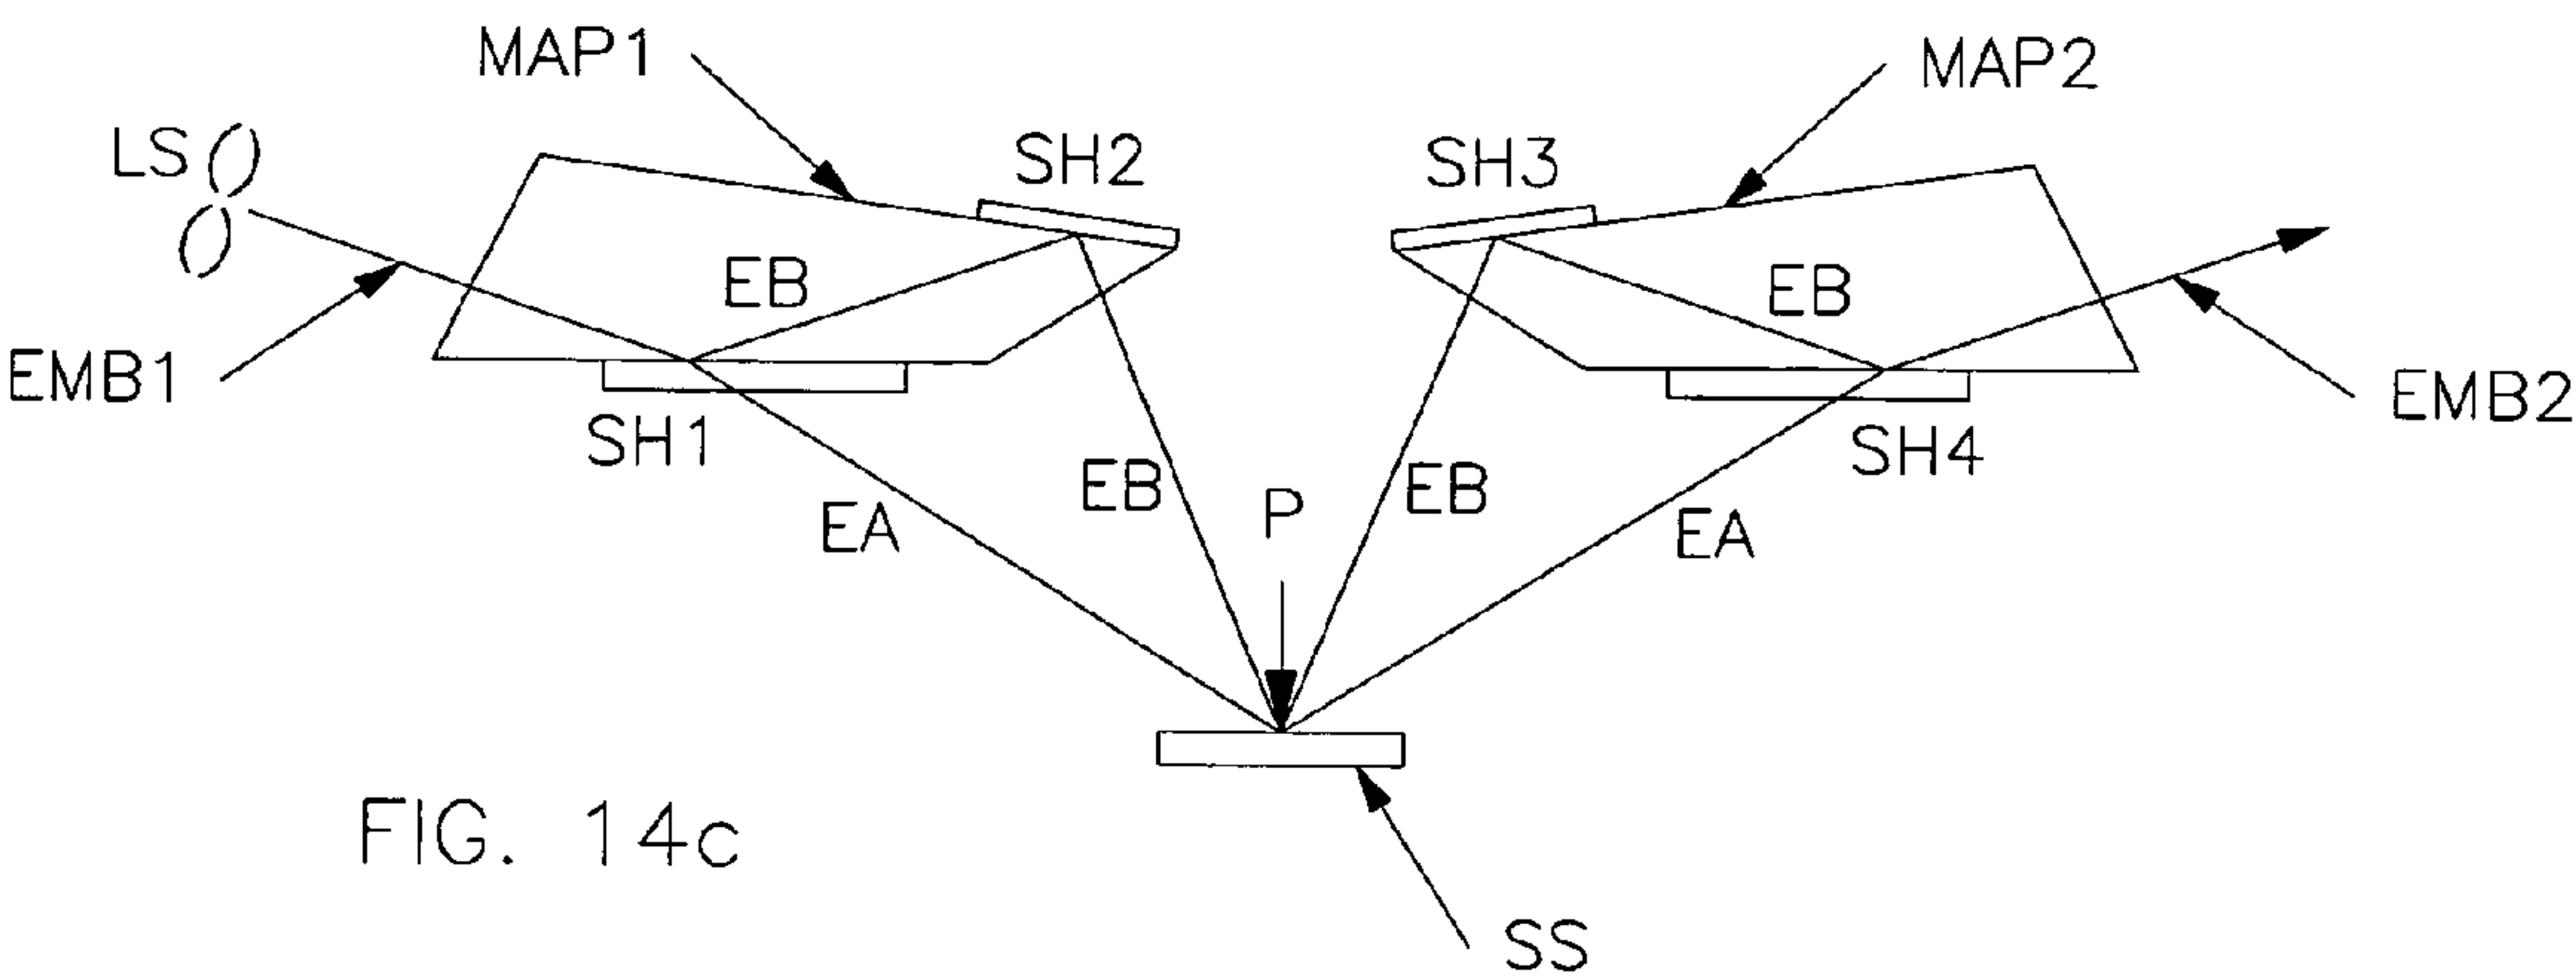 MAP1
MAP2
LS
SH2
SH3
EB
EB
EMB1
EMB2
SH1
SH4
EB
EB
P
EA
EA
FIG. 14c
SS